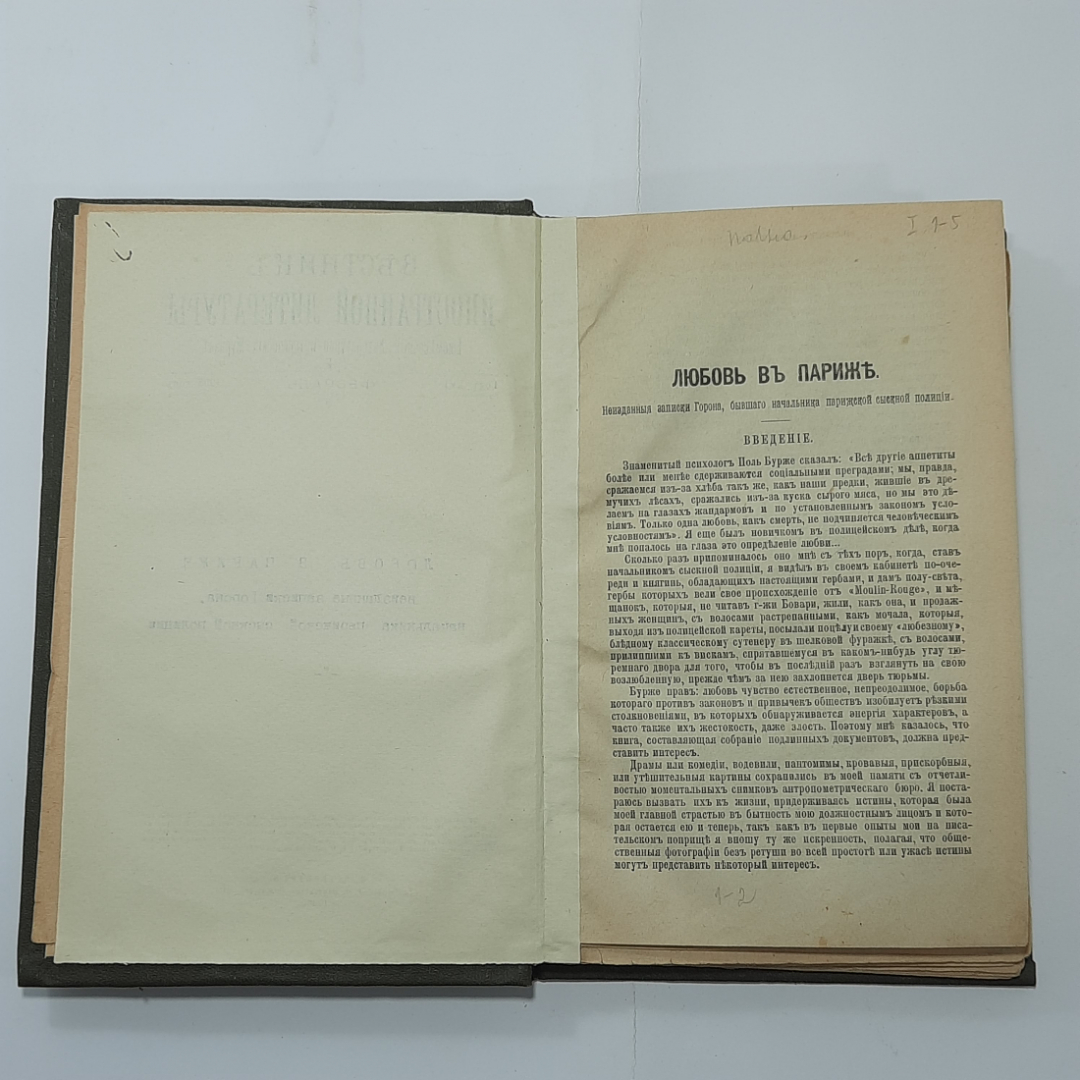 I 1-5
ЛЮБОВЬ ВЪ ПАРИЖѢ.
Неизданныя записки Горона, бывшаго начальника парижской сыскной полиціи.
ВВЕДЕНІЕ.
Знаменитый психологъ Поль Бурже сказалъ: «Всѣ другіе аппетиты
болѣе или менѣе сдерживаются соціальными преградами; мы, правда,
сражаемся изъ-за хлѣба такъ же, какъ наши предки, жившіе въ дре-
мучихъ лѣсахъ, сражались изъ-за куска сырого мяса, но мы это дѣ-
лаемъ на глазахъ жандармовъ и по установленнымъ закономъ усло-
віямъ. Только одна любовь, какъ смерть, не подчиняется человѣческимъ
условностямъ». Я еще былъ новичкомъ въ полицейскомъ дѣлѣ, когда
мнѣ попалось на глаза это опредѣленіе любви...
Сколько разъ припоминалось оно мнѣ съ тѣхъ поръ, когда, ставъ
начальникомъ сыскной полиціи, я видѣлъ въ своемъ кабинетѣ по-оче-
реди и княгинь, обладающихъ настоящими гербами, и дамъ полу-свѣта,
гербы которыхъ вели свое происхожденіе отъ «Moulin-Rouge», и мѣ-
щанокъ, которыя, не читавъ г-жи Бовари, жили, какъ она, и продаж-
ныхъ женщинъ, съ волосами растрепанными, какъ мочала, которыя,
выходя изъ полицейской кареты, посылали поцѣлуи своему «любезному»,
блѣдному классическому сутенеру въ шелковой фуражкѣ, съ волосами,
прилипшими къ вискамъ, спрятавшемуся въ какомъ-нибудь углу тю-
ремнаго двора для того, чтобы въ послѣдній разъ взглянуть на свою
возлюбленную, прежде чѣмъ за нею захлопнется дверь тюрьмы.
Бурже правъ: любовь чувство естественное, непреодолимое, борьба
котораго противъ законовъ и привычекъ обществъ изобилуетъ рѣзкими
столкновеніями, въ которыхъ обнаруживается энергія характеровъ, а
часто также ихъ жестокость, даже злость. Поэтому мнѣ казалось, что
книга, составляющая собраніе подлинныхъ документовъ, должна пред-
ставить интересъ.
Драмы или комедіи, водевили, пантомимы, кровавыя, прискорбныя,
или утѣшительныя картины сохранились въ моей памяти съ отчетли-
востью моментальныхъ снимковъ антропометрическаго бюро. Я поста-
раюсь вызвать ихъ къ жизни, придерживаясь истины, которая была
моей главной страстью въ бытность мою должностнымъ лицомъ и кото-
рая остается ею и теперь, такъ какъ въ первые опыты мои на писа-
тельскомъ поприщѣ я вношу ту же искренность, полагая, что обще-
ственныя фотографіи безъ ретуши во всей простотѣ или ужасѣ истины
могутъ представить нѣкоторый интересъ.
1-2